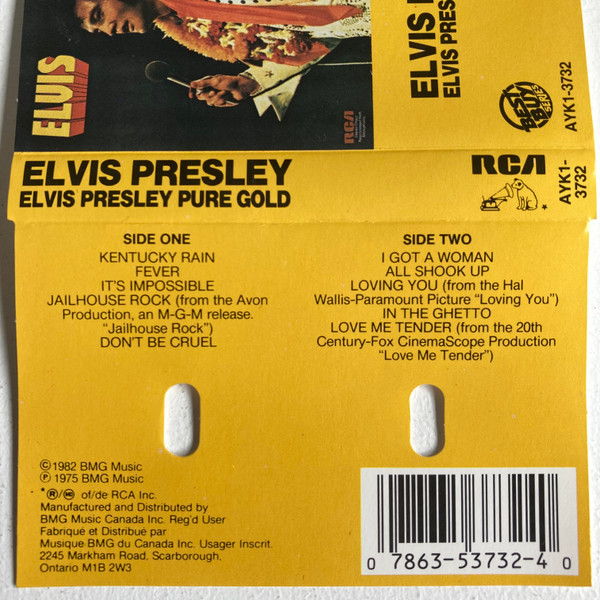 ELVIS
RCA
ELVIS
ELVIS PRES
BEST BUY SERIES
AYK1-3732
ELVIS PRESLEY
ELVIS PRESLEY PURE GOLD
RCA
AYK1-
3732
SIDE ONE
KENTUCKY RAIN
FEVER
IT'S IMPOSSIBLE
JAILHOUSE ROCK (from the Avon
Production, an M-G-M release.
"Jailhouse Rock")
DON'T BE CRUEL
SIDE TWO
I GOT A WOMAN
ALL SHOOK UP
LOVING YOU (from the Hal
Wallis-Paramount Picture "Loving You")
IN THE GHETTO
LOVE ME TENDER (from the 20th
Century-Fox CinemaScope Production
"Love Me Tender")
©1982 BMG Music
℗ 1975 BMG Music
* ®/MD of/de RCA Inc.
Manufactured and Distributed by
BMG Music Canada Inc. Reg'd User
Fabriqué et Distribué par
Musique BMG du Canada Inc. Usager Inscrit.
2245 Markham Road, Scarborough,
Ontario M1B 2W3
0 7863-53732-4 0